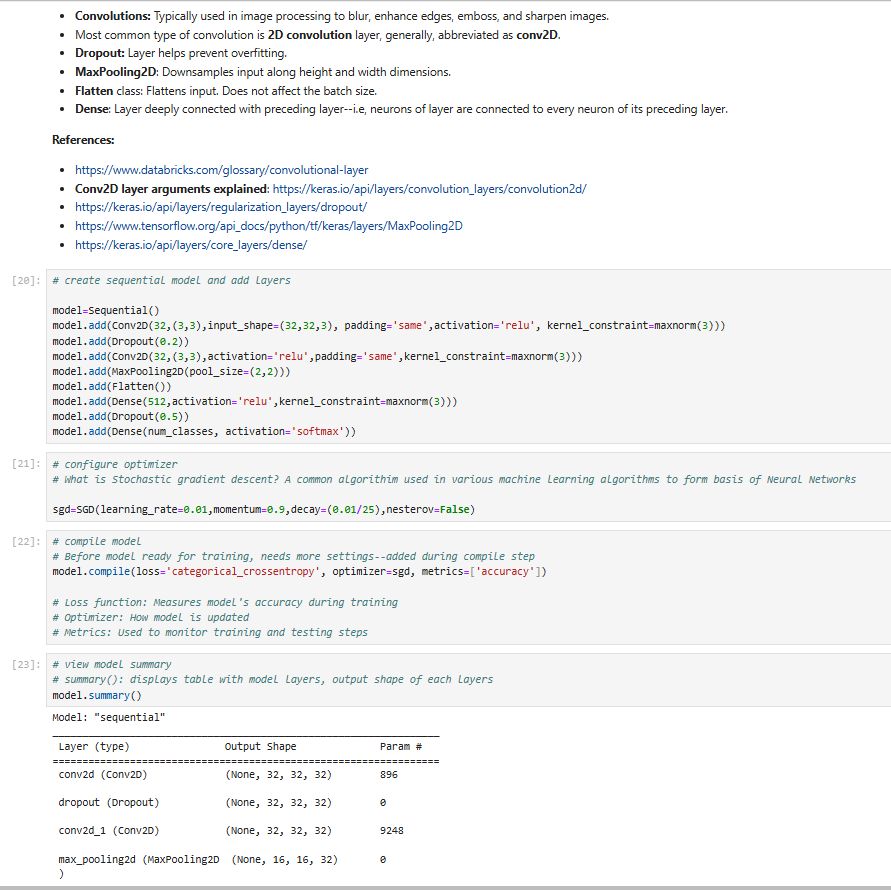 • Convolutions: Typically used in image processing to blur, enhance edges, emboss, and sharpen images.
• Most common type of convolution is 2D convolution layer, generally, abbreviated as conv2D.
• Dropout: Layer helps prevent overfitting.
• MaxPooling2D: Downsamples input along height and width dimensions.
• Flatten class: Flattens input. Does not affect the batch size.
• Dense: Layer deeply connected with preceding layer--i.e, neurons of layer are connected to every neuron of its preceding layer.
References:
• https://www.databricks.com/glossary/convolutional-layer
• Conv2D layer arguments explained: https://keras.io/api/layers/convolution_layers/convolution2d/
• https://keras.io/api/layers/regularization_layers/dropout/
• https://www.tensorflow.org/api_docs/python/tf/keras/layers/MaxPooling2D
• https://keras.io/api/layers/core_layers/dense/
[20]: # create sequential model and add layers
model=Sequential()
model.add(Conv2D(32,(3,3),input_shape=(32,32,3), padding='same',activation='relu', kernel_constraint=maxnorm(3)))
model.add(Dropout(0.2))
model.add(Conv2D(32,(3,3),activation='relu',padding='same',kernel_constraint=maxnorm(3)))
model.add(MaxPooling2D(pool_size=(2,2)))
model.add(Flatten())
model.add(Dense(512,activation='relu',kernel_constraint=maxnorm(3)))
model.add(Dropout(0.5))
model.add(Dense(num_classes, activation='softmax'))
[21]: # configure optimizer
# What is Stochastic gradient descent? A common algorithim used in various machine learning algorithms to form basis of Neural Networks
sgd=SGD(learning_rate=0.01,momentum=0.9,decay=(0.01/25),nesterov=False)
[22]: # compile model
# Before model ready for training, needs more settings--added during compile step
model.compile(loss='categorical_crossentropy', optimizer=sgd, metrics=['accuracy'])
# Loss function: Measures model's accuracy during training
# Optimizer: How model is updated
# Metrics: Used to monitor training and testing steps
[23]: # view model summary
# summary(): displays table with model layers, output shape of each layers
model.summary()
Model: "sequential"
Layer (type) Output Shape Param #
conv2d (Conv2D) (None, 32, 32, 32) 896
dropout (Dropout) (None, 32, 32, 32) 0
conv2d_1 (Conv2D) (None, 32, 32, 32) 9248
max_pooling2d (MaxPooling2D (None, 16, 16, 32) 0
)